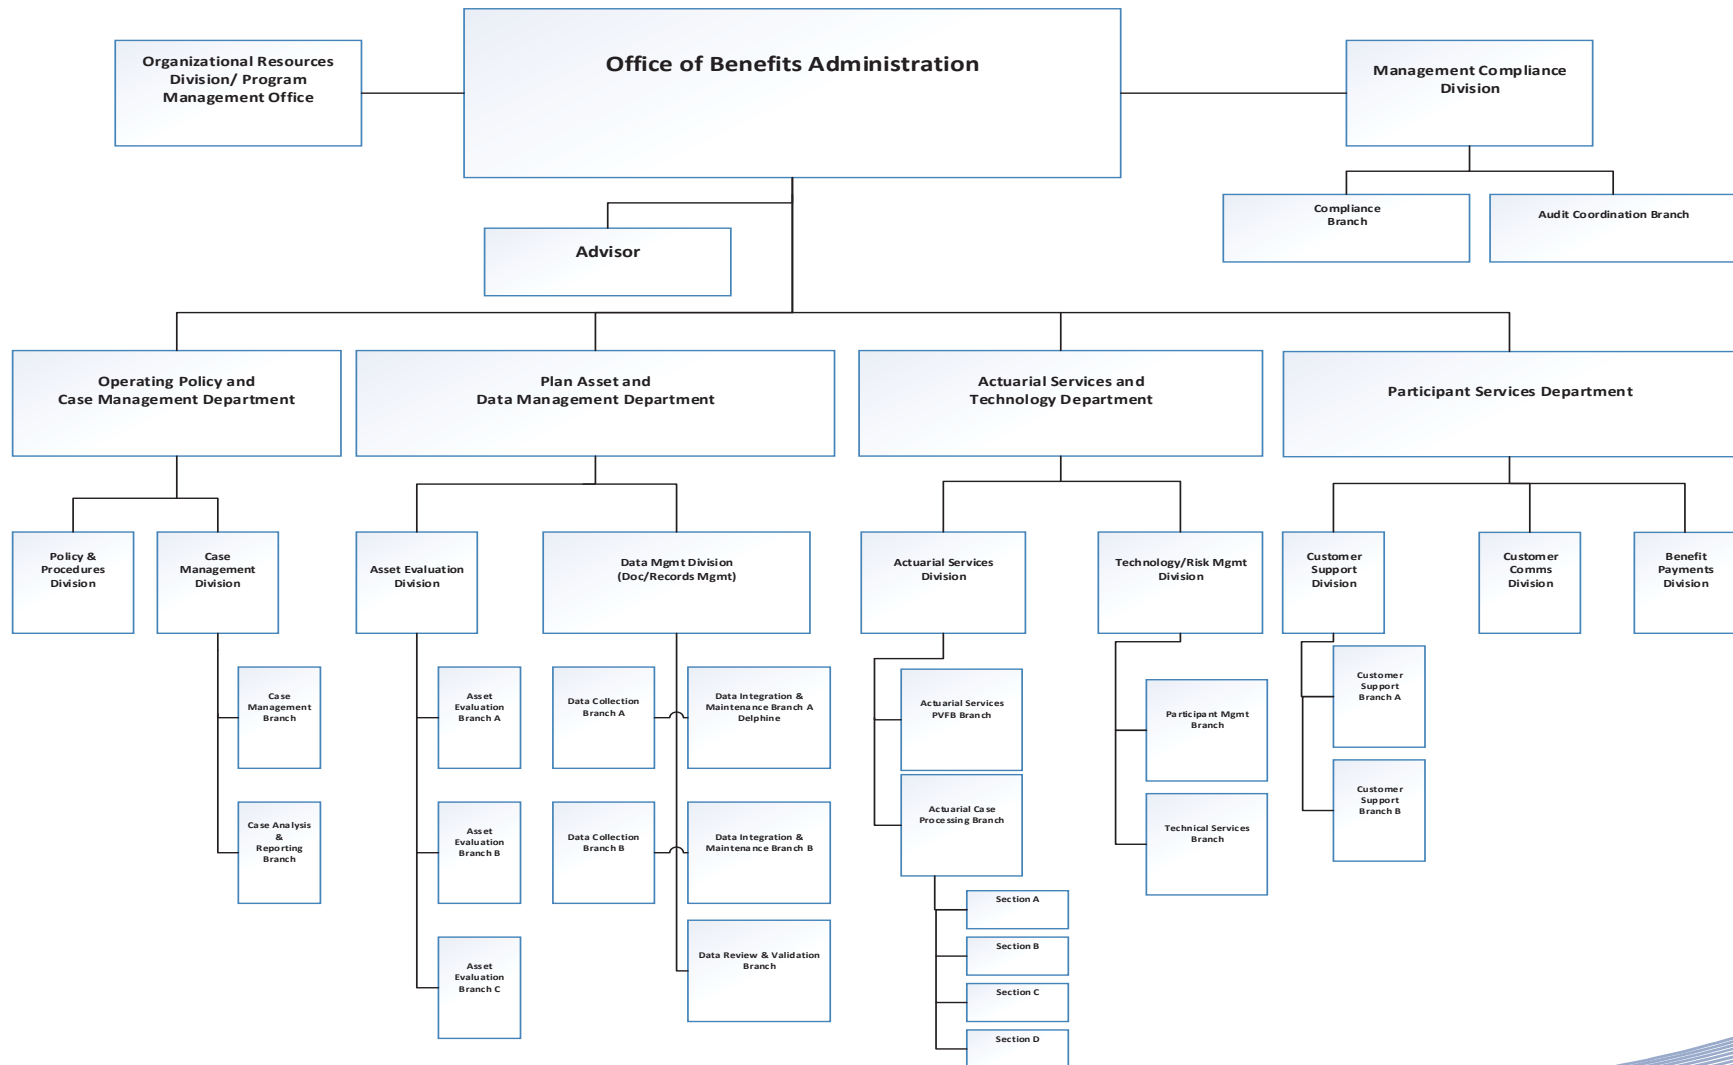 Office of Benefits Administration
Organizational Resources
Division/ Program
Management Office
Management Compliance
Division
Compliance
Branch
Audit Coordination Branch
Advisor
Operating Policy and
Case Management Department
Plan Asset and
Data Management Department
Actuarial Services and
Technology Department
Participant Services Department
Policy &
Procedures
Division
Case
Management
Division
Asset Evaluation
Division
Data Mgmt Division
(Doc/Records Mgmt)
Actuarial Services
Division
Technology/Risk Mgmt
Division
Customer
Support
Division
Customer
Comms
Division
Benefit
Payments
Division
Case
Management
Branch
Case Analysis
&
Reporting
Branch
Asset
Evaluation
Branch A
Asset
Evaluation
Branch B
Asset
Evaluation
Branch C
Data Collection
Branch A
Data Integration &
Maintenance Branch A
Delphine
Data Collection
Branch B
Data Integration &
Maintenance Branch B
Data Review & Validation
Branch
Actuarial Services
PVFB Branch
Actuarial Case
Processing Branch
Section A
Section B
Section C
Section D
Participant Mgmt
Branch
Technical Services
Branch
Customer
Support
Branch A
Customer
Support
Branch B